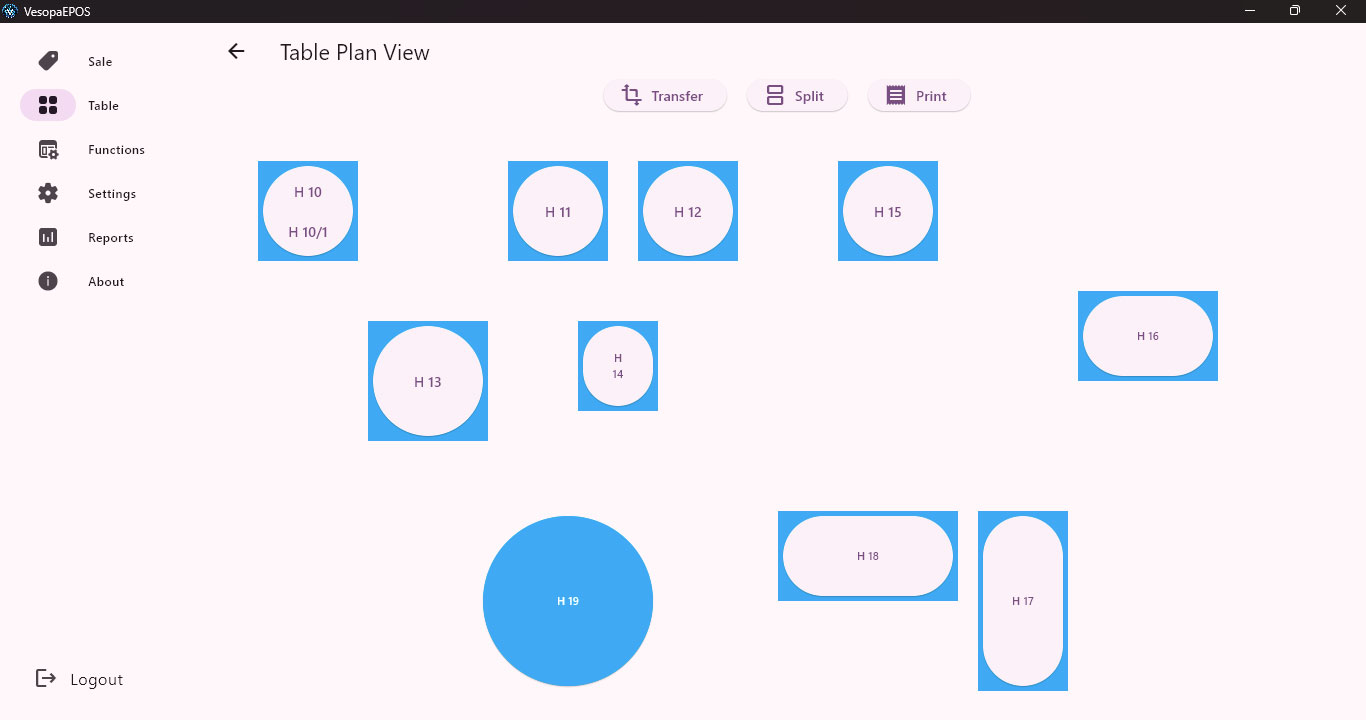 VesopaEPOS
Sale
Table
Functions
Settings
Reports
About
Logout
Table Plan View
Transfer
Split
Print
H 10
H 10/1
H 11
H 12
H 15
H 16
H 13
H
14
H 19
H 18
H 17